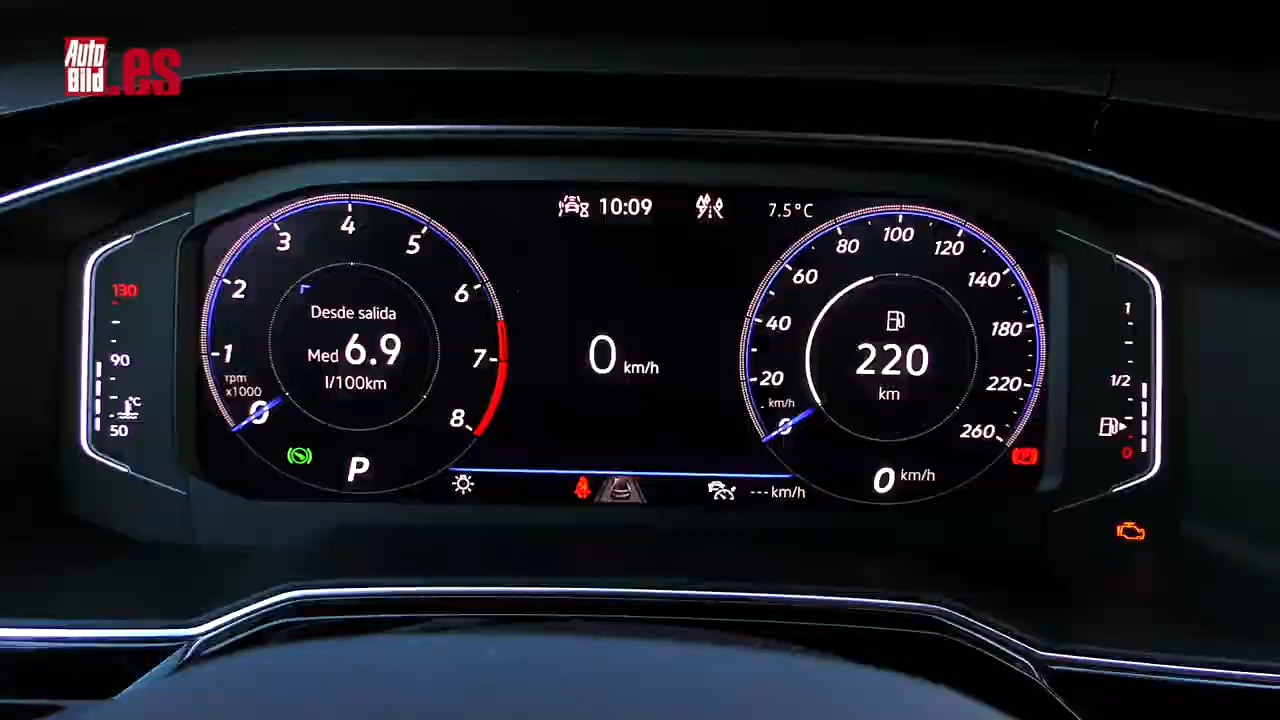 Auto
Bild.es
10:09
7.5°C
130
90
°C
50
1
2
3
4
5
6
7
8
rpm
x1000
0
Desde salida
Med 6.9
l/100km
P
0 km/h
--- km/h
0
20
40
60
80
100
120
140
180
220
260
km/h
220
km
0 km/h
1
1/2
0